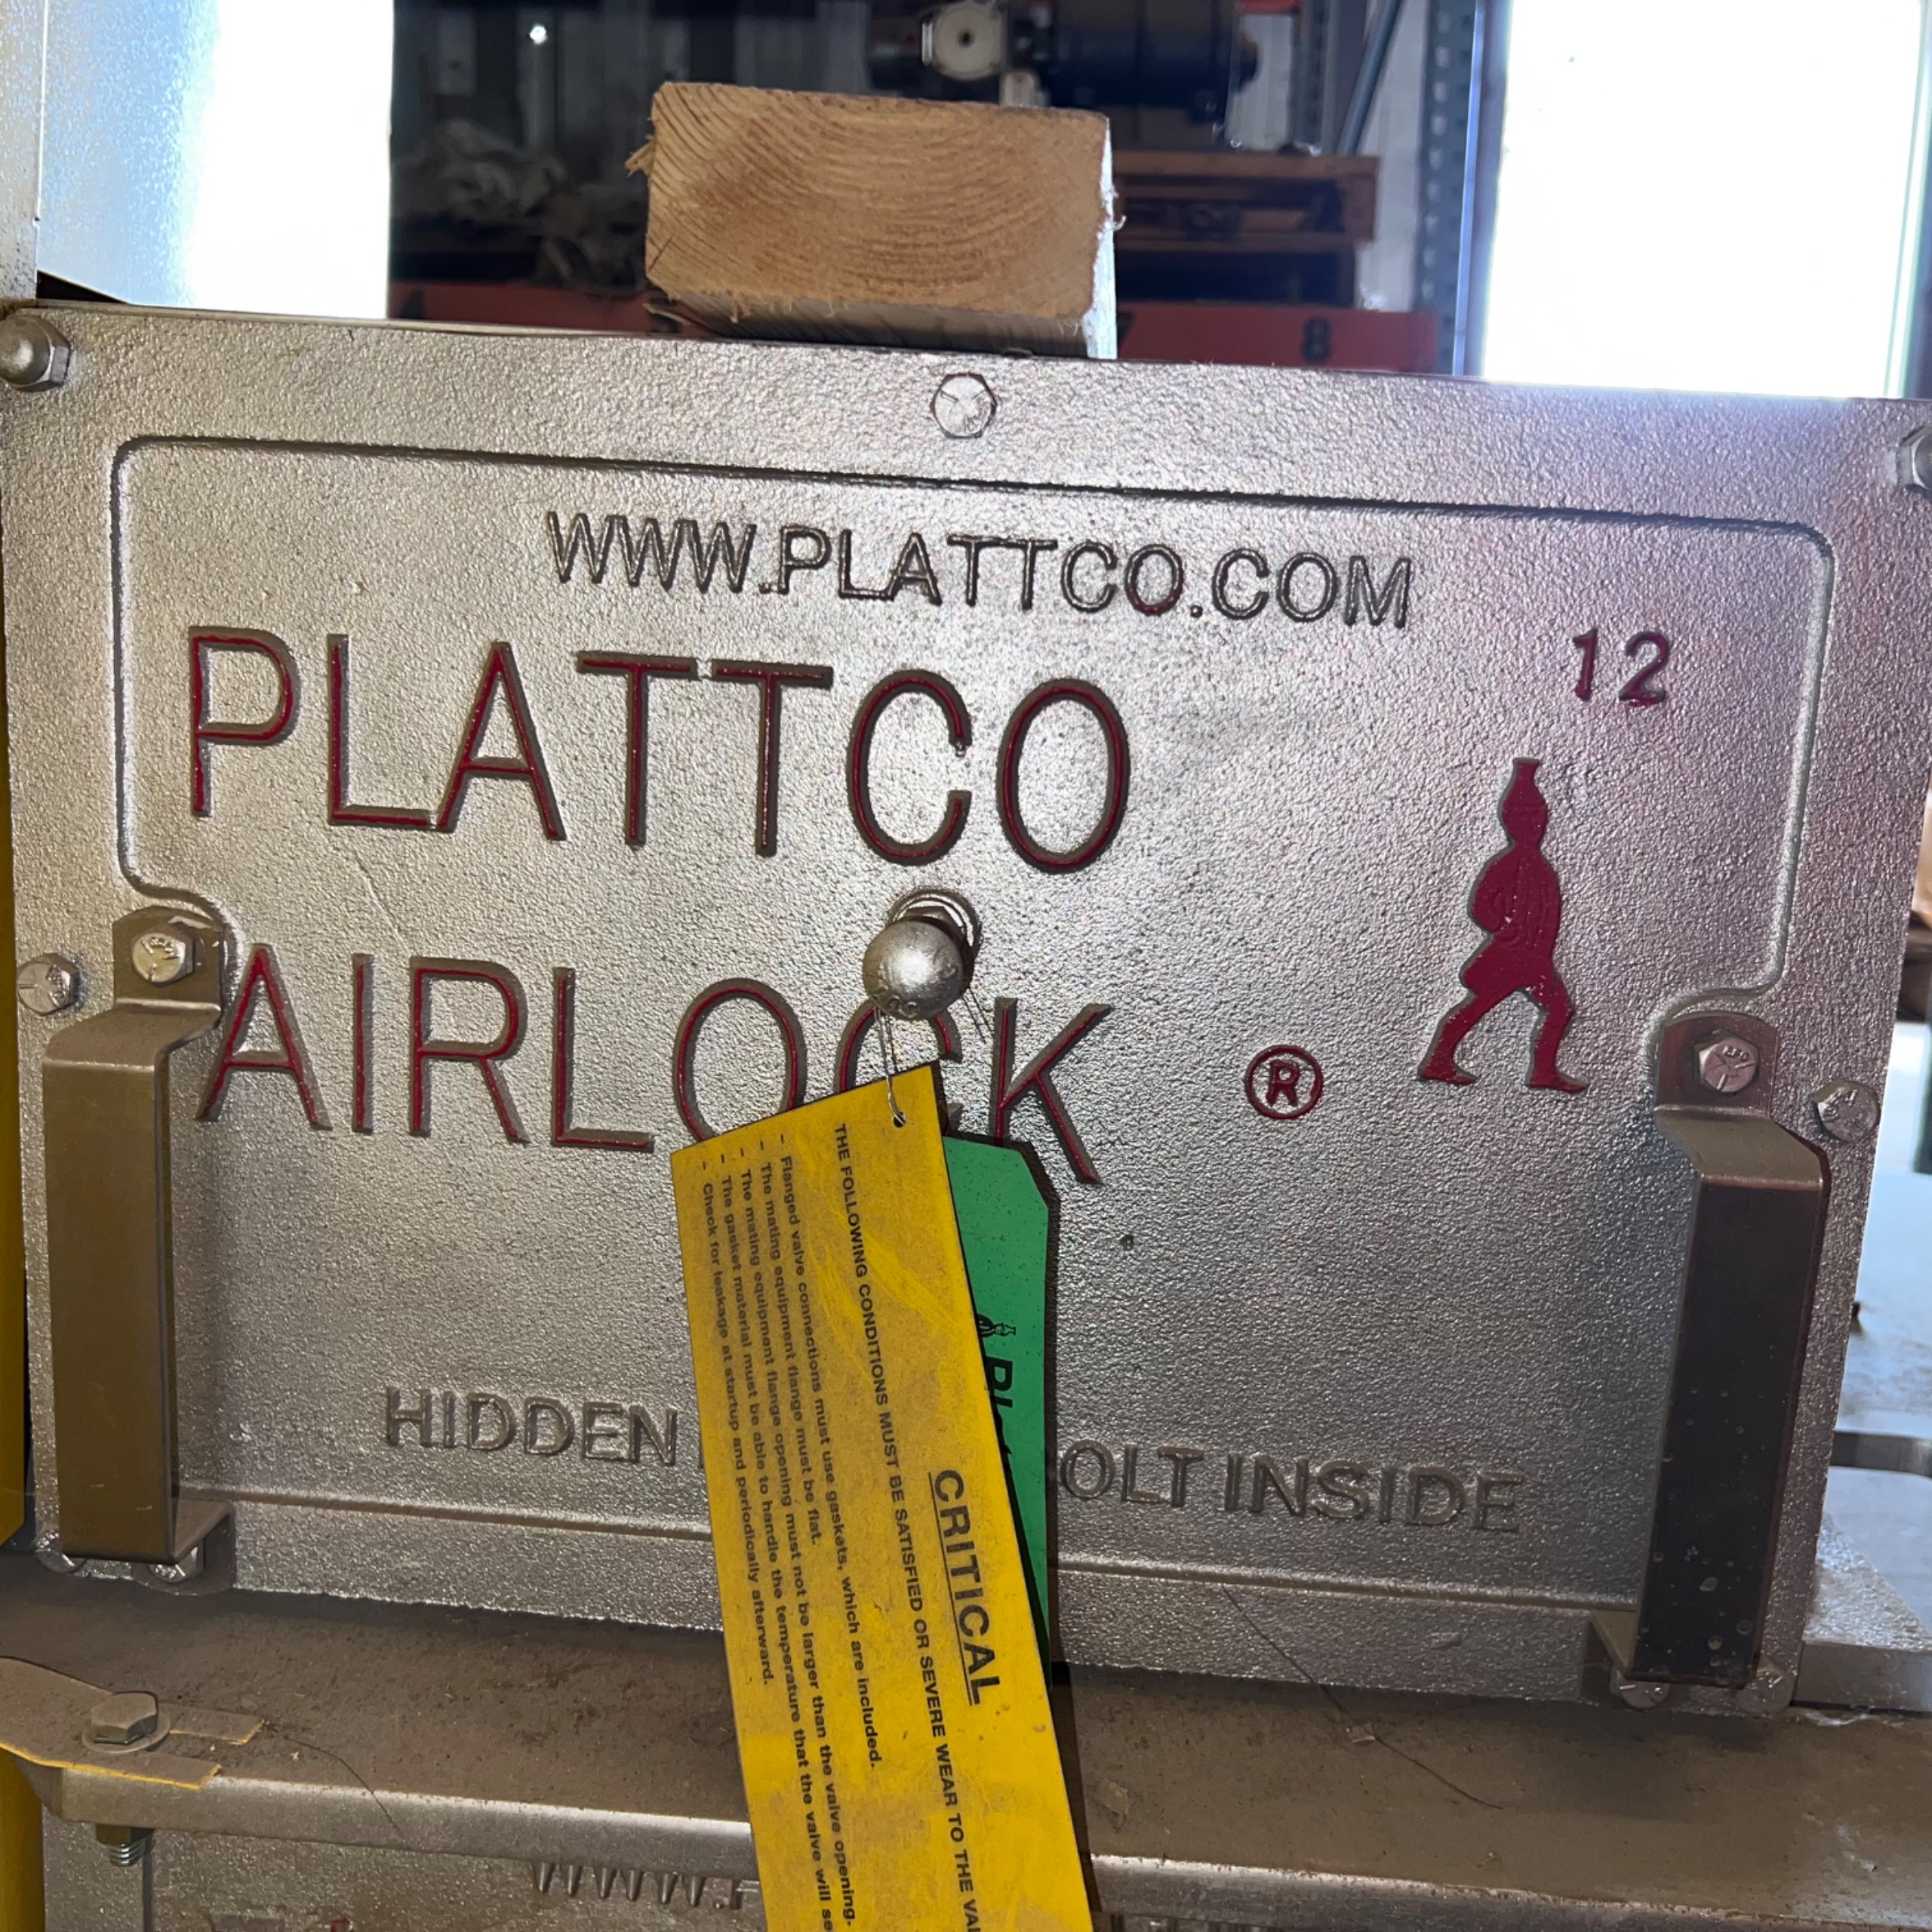 8
WWW.PLATTCO.COM
12
PLATTCO
AIRLOCK ®
HIDDEN OLT INSIDE
CRITICAL
THE FOLLOWING CONDITIONS MUST BE SATISFIED OR SEVERE WEAR TO THE VAL
- Flanged valve connections must use gaskets, which are included.
- The mating equipment flange must be flat.
- The mating equipment flange opening must not be larger than the valve opening.
- The gasket material must be able to handle the temperature that the valve will se
- Check for leakage at startup and periodically afterward.
WWW.P